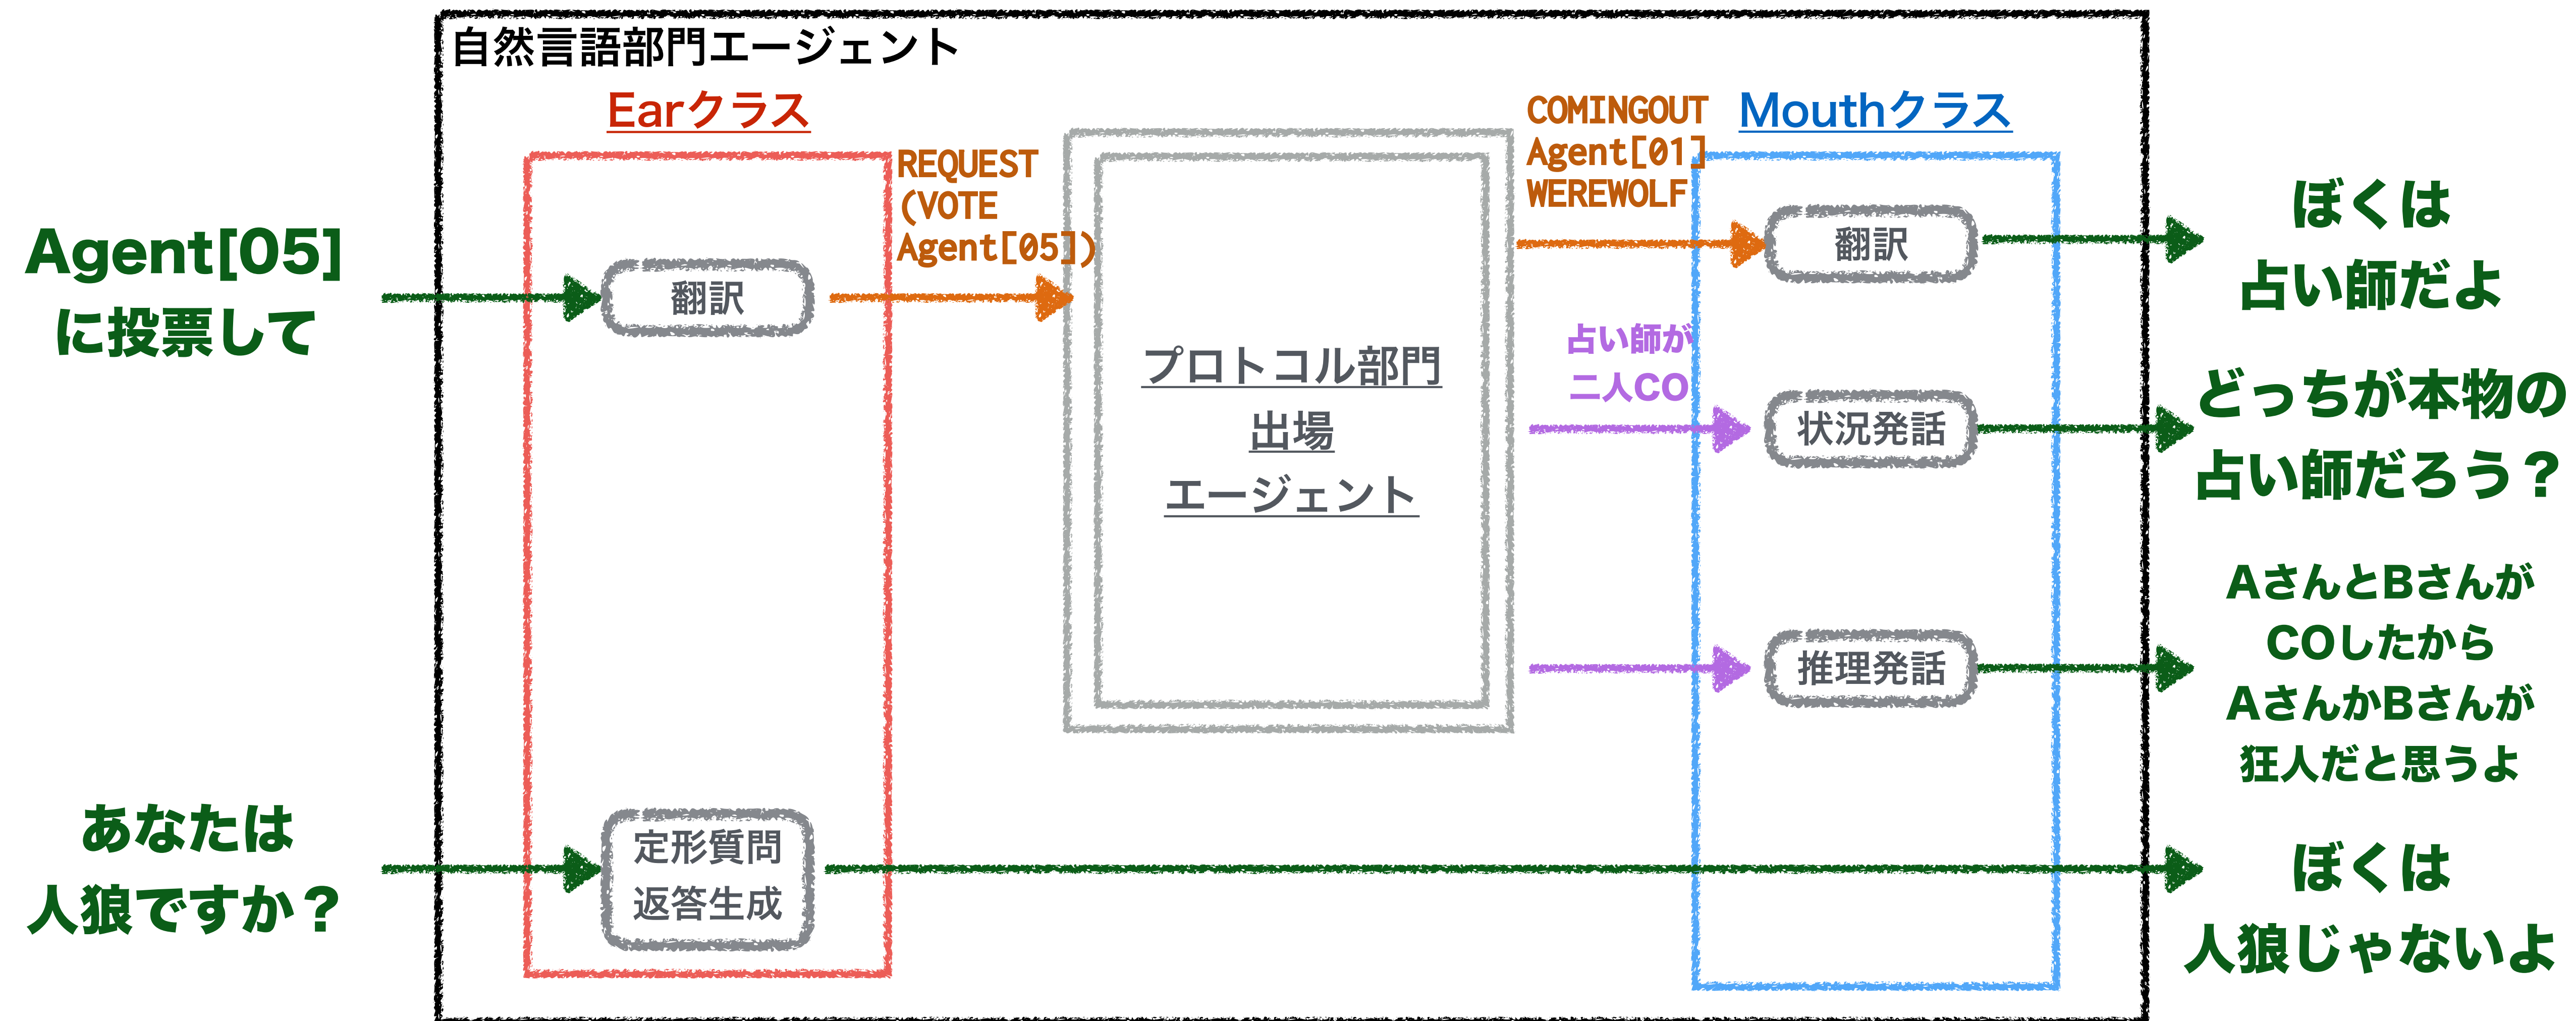 自然言語部門エージェント
Earクラス
Mouthクラス
Agent[05]
に投票して
翻訳
REQUEST
(VOTE
Agent[05])
プロトコル部門
出場
エージェント
COMINGOUT
Agent[01]
WEREWOLF
翻訳
ぼくは
占い師だよ
占い師が
二人CO
状況発話
どっちが本物の
占い師だろう？
推理発話
AさんとBさんが
COしたから
AさんかBさんが
狂人だと思うよ
あなたは
人狼ですか？
定形質問
返答生成
ぼくは
人狼じゃないよ